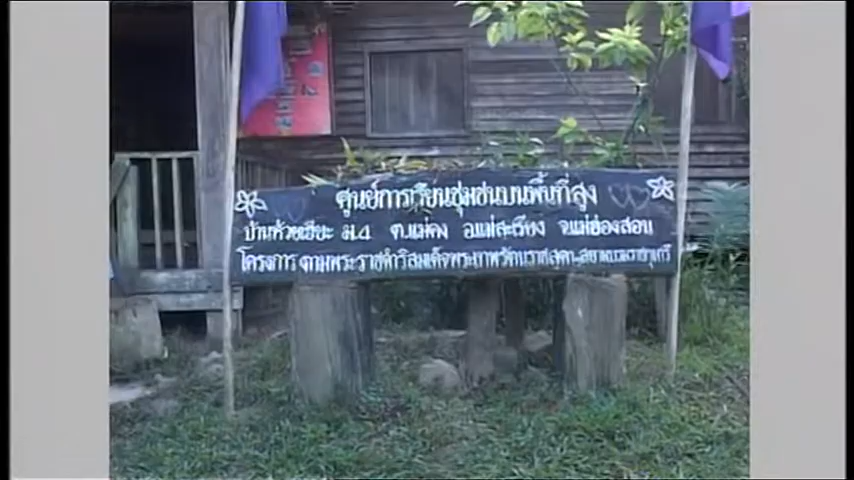 ศูนย์การเรียนชุมชนบนพื้นที่สูง
บ้านห้วยเฮียะ ม.๔ ต.แม่คง อ.แม่สะเรียง จ.แม่ฮ่องสอน
โครงการตามพระราชดำริสมเด็จพระเทพรัตนราชสุดาสยามบรมราชกุมารี